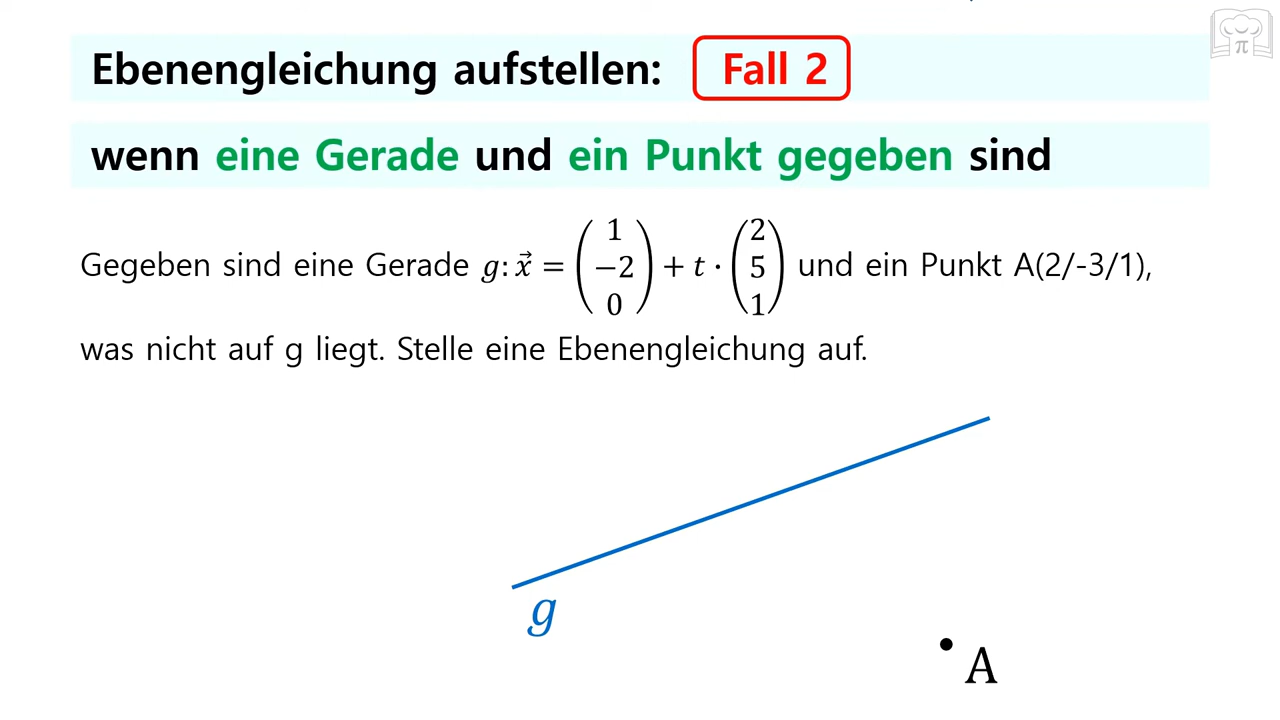 Ebenengleichung aufstellen: Fall 2
wenn eine Gerade und ein Punkt gegeben sind
Gegeben sind eine Gerade g: x⃗ = (1 −2 0) + t · (2 5 1) und ein Punkt A(2/-3/1),
was nicht auf g liegt. Stelle eine Ebenengleichung auf.
g
A
π